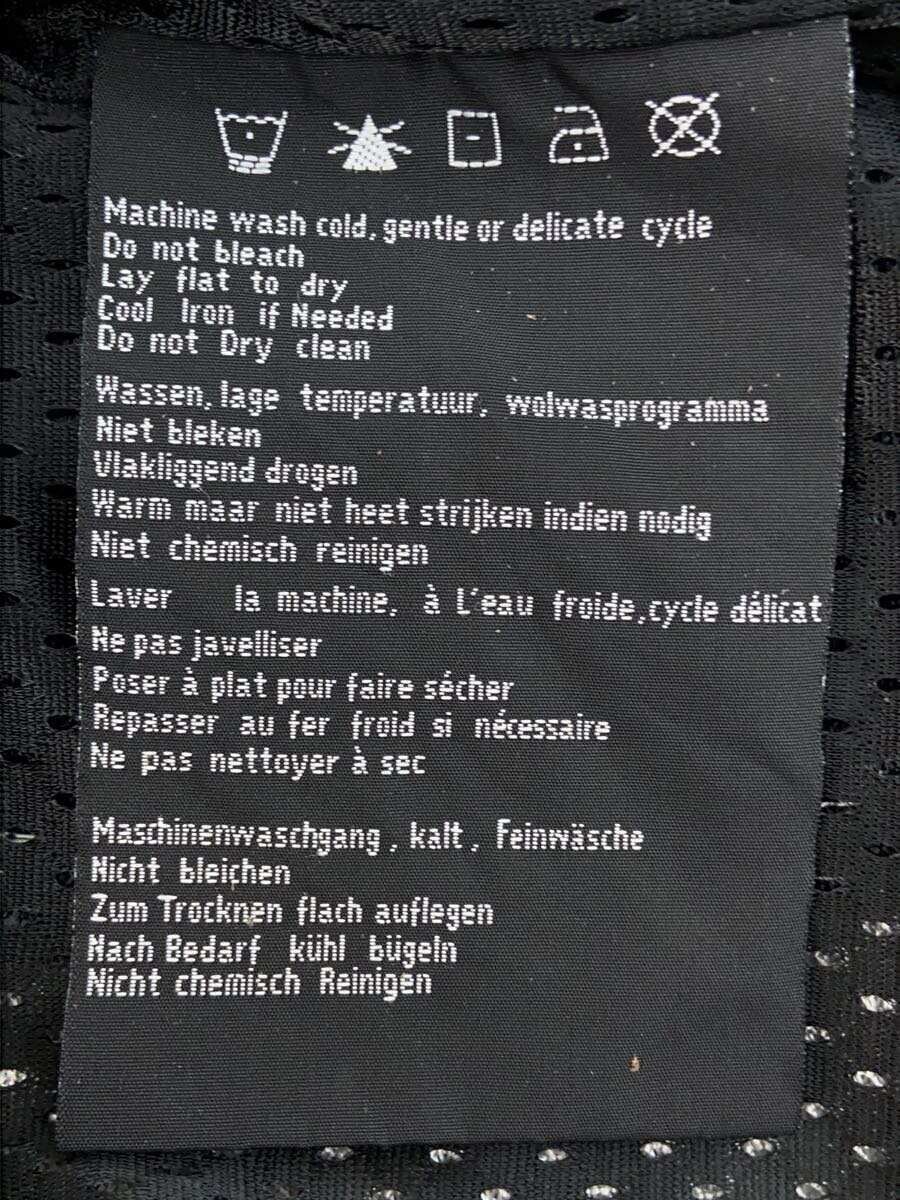 Machine wash cold, gentle or delicate cycle
Do not bleach
Lay flat to dry
Cool Iron if Needed
Do not Dry clean
Wassen, lage temperatuur, wolwasprogramma
Niet bleken
Vlakliggend drogen
Warm maar niet heet strijken indien nodig
Niet chemisch reinigen
Laver la machine, à L'eau froide, cycle délicat
Ne pas javelliser
Poser à plat pour faire sécher
Repasser au fer froid si nécessaire
Ne pas nettoyer à sec
Maschinenwaschgang, kalt, Feinwäsche
Nicht bleichen
Zum Trocknen flach auflegen
Nach Bedarf kühl bügeln
Nicht chemisch Reinigen